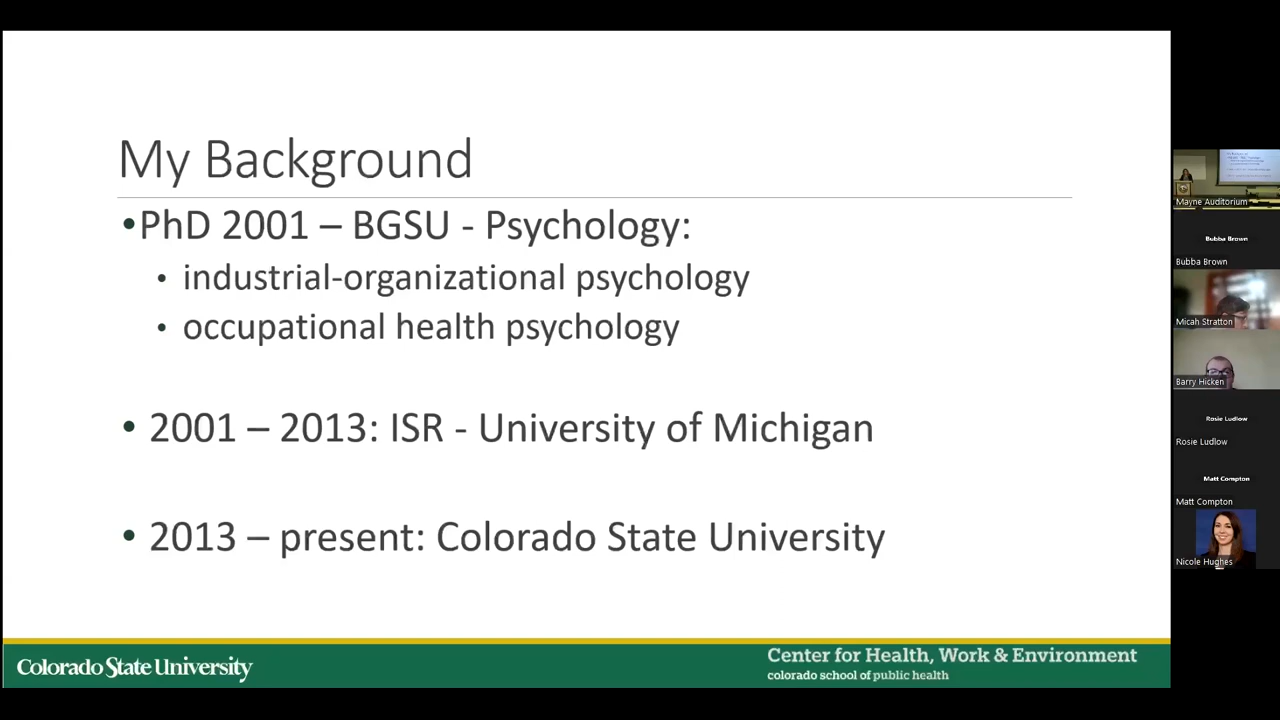 My Background
•PhD 2001 – BGSU - Psychology:
• industrial-organizational psychology
• occupational health psychology
• 2001 – 2013: ISR - University of Michigan
• 2013 – present: Colorado State University
Colorado State University
Center for Health, Work & Environment
colorado school of public health
Mayne Auditorium
Bubba Brown
Bubba Brown
Micah Stratton
Barry Hicken
Rosie Ludlow
Rosie Ludlow
Matt Compton
Matt Compton
Nicole Hughes